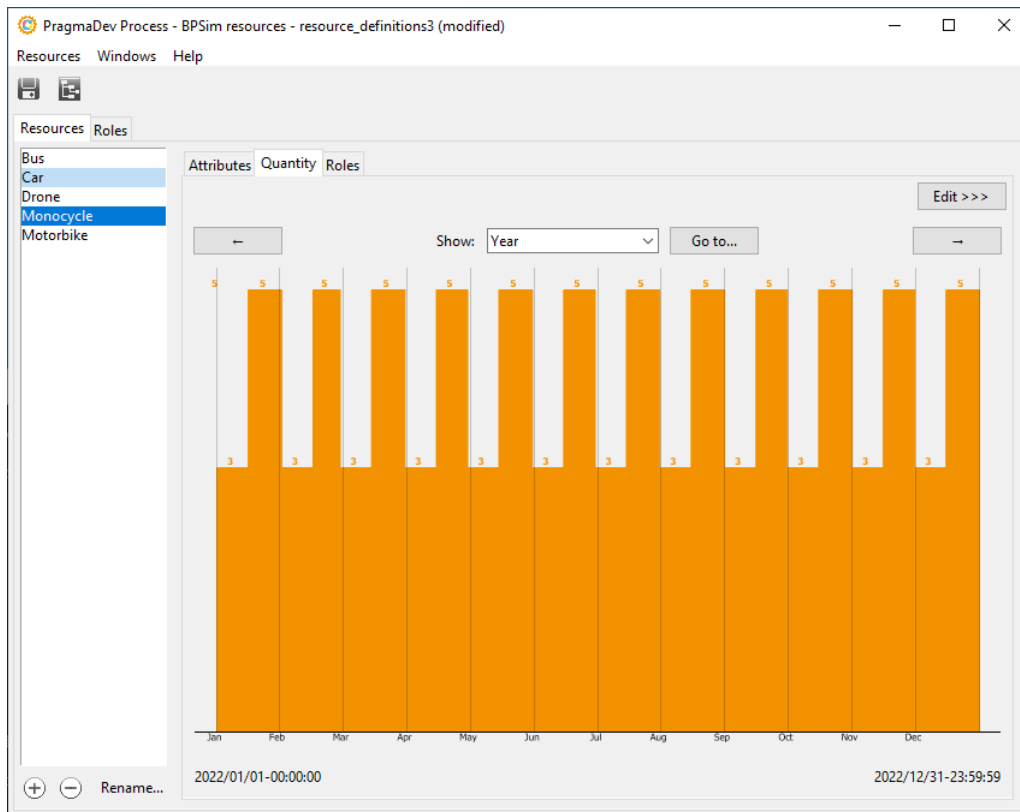 PragmaDev Process - BPSim resources - resource_definitions3 (modified)
Resources Windows Help
Resources Roles
Bus
Car
Drone
Monocycle
Motorbike
Attributes Quantity Roles
Edit >>>
← Show: Year Go to... →
5 5 5 5 5 5 5 5 5 5 5 5 5
3 3 3 3 3 3 3 3 3 3 3 3
Jan Feb Mar Apr May Jun Jul Aug Sep Oct Nov Dec
2022/01/01-00:00:00 2022/12/31-23:59:59
Rename...